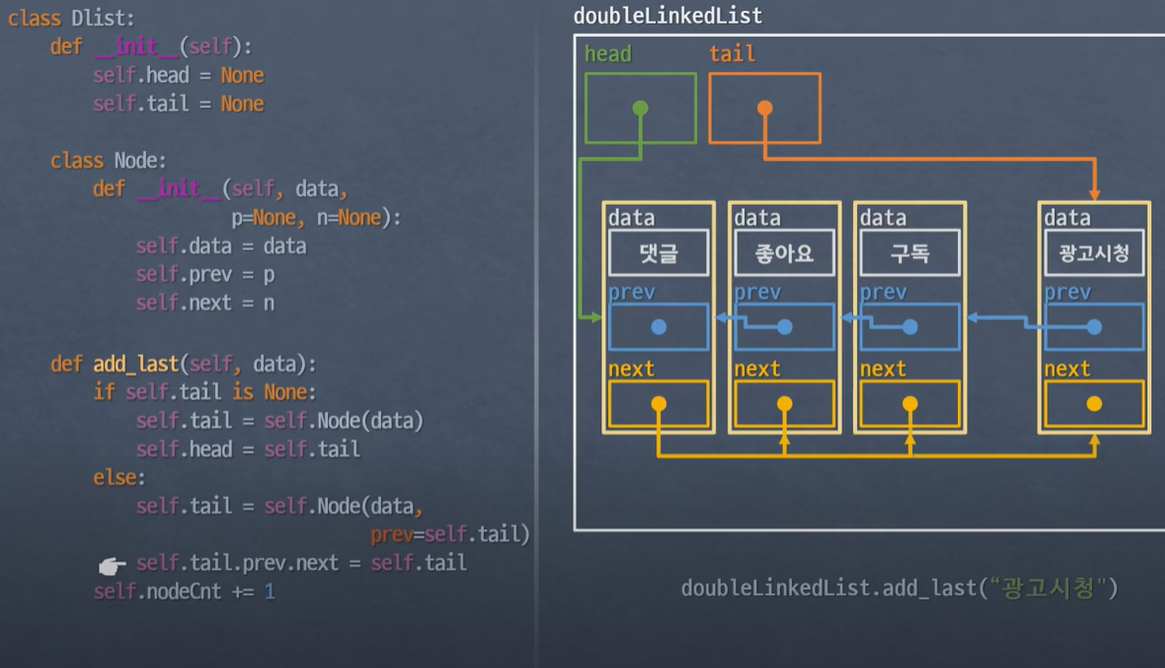 class Dlist:
    def __init__(self):
        self.head = None
        self.tail = None
    class Node:
        def __init__(self, data,
                     p=None, n=None):
            self.data = data
            self.prev = p
            self.next = n
    def add_last(self, data):
        if self.tail is None:
            self.tail = self.Node(data)
            self.head = self.tail
        else:
            self.tail = self.Node(data,
                                  prev=self.tail)
            self.tail.prev.next = self.tail
        self.nodeCnt += 1
doubleLinkedList
head tail
data data data data
댓글 좋아요 구독 광고시청
prev prev prev prev
next next next next
doubleLinkedList.add_last(“광고시청")